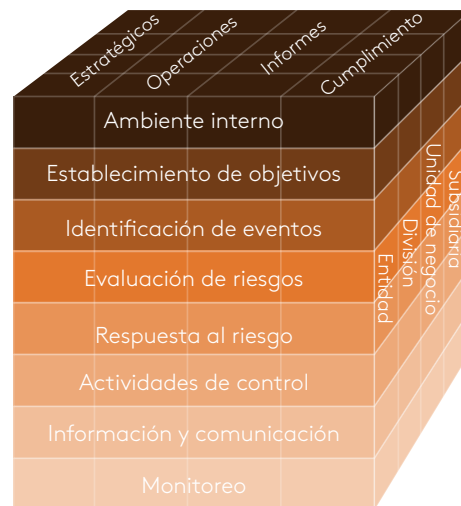 Estratégicos
Operaciones
Informes
Cumplimiento
Ambiente interno
Establecimiento de objetivos
Identificación de eventos
Evaluación de riesgos
Respuesta al riesgo
Actividades de control
Información y comunicación
Monitoreo
Entidad
División
Unidad de negocio
Subsidiaria